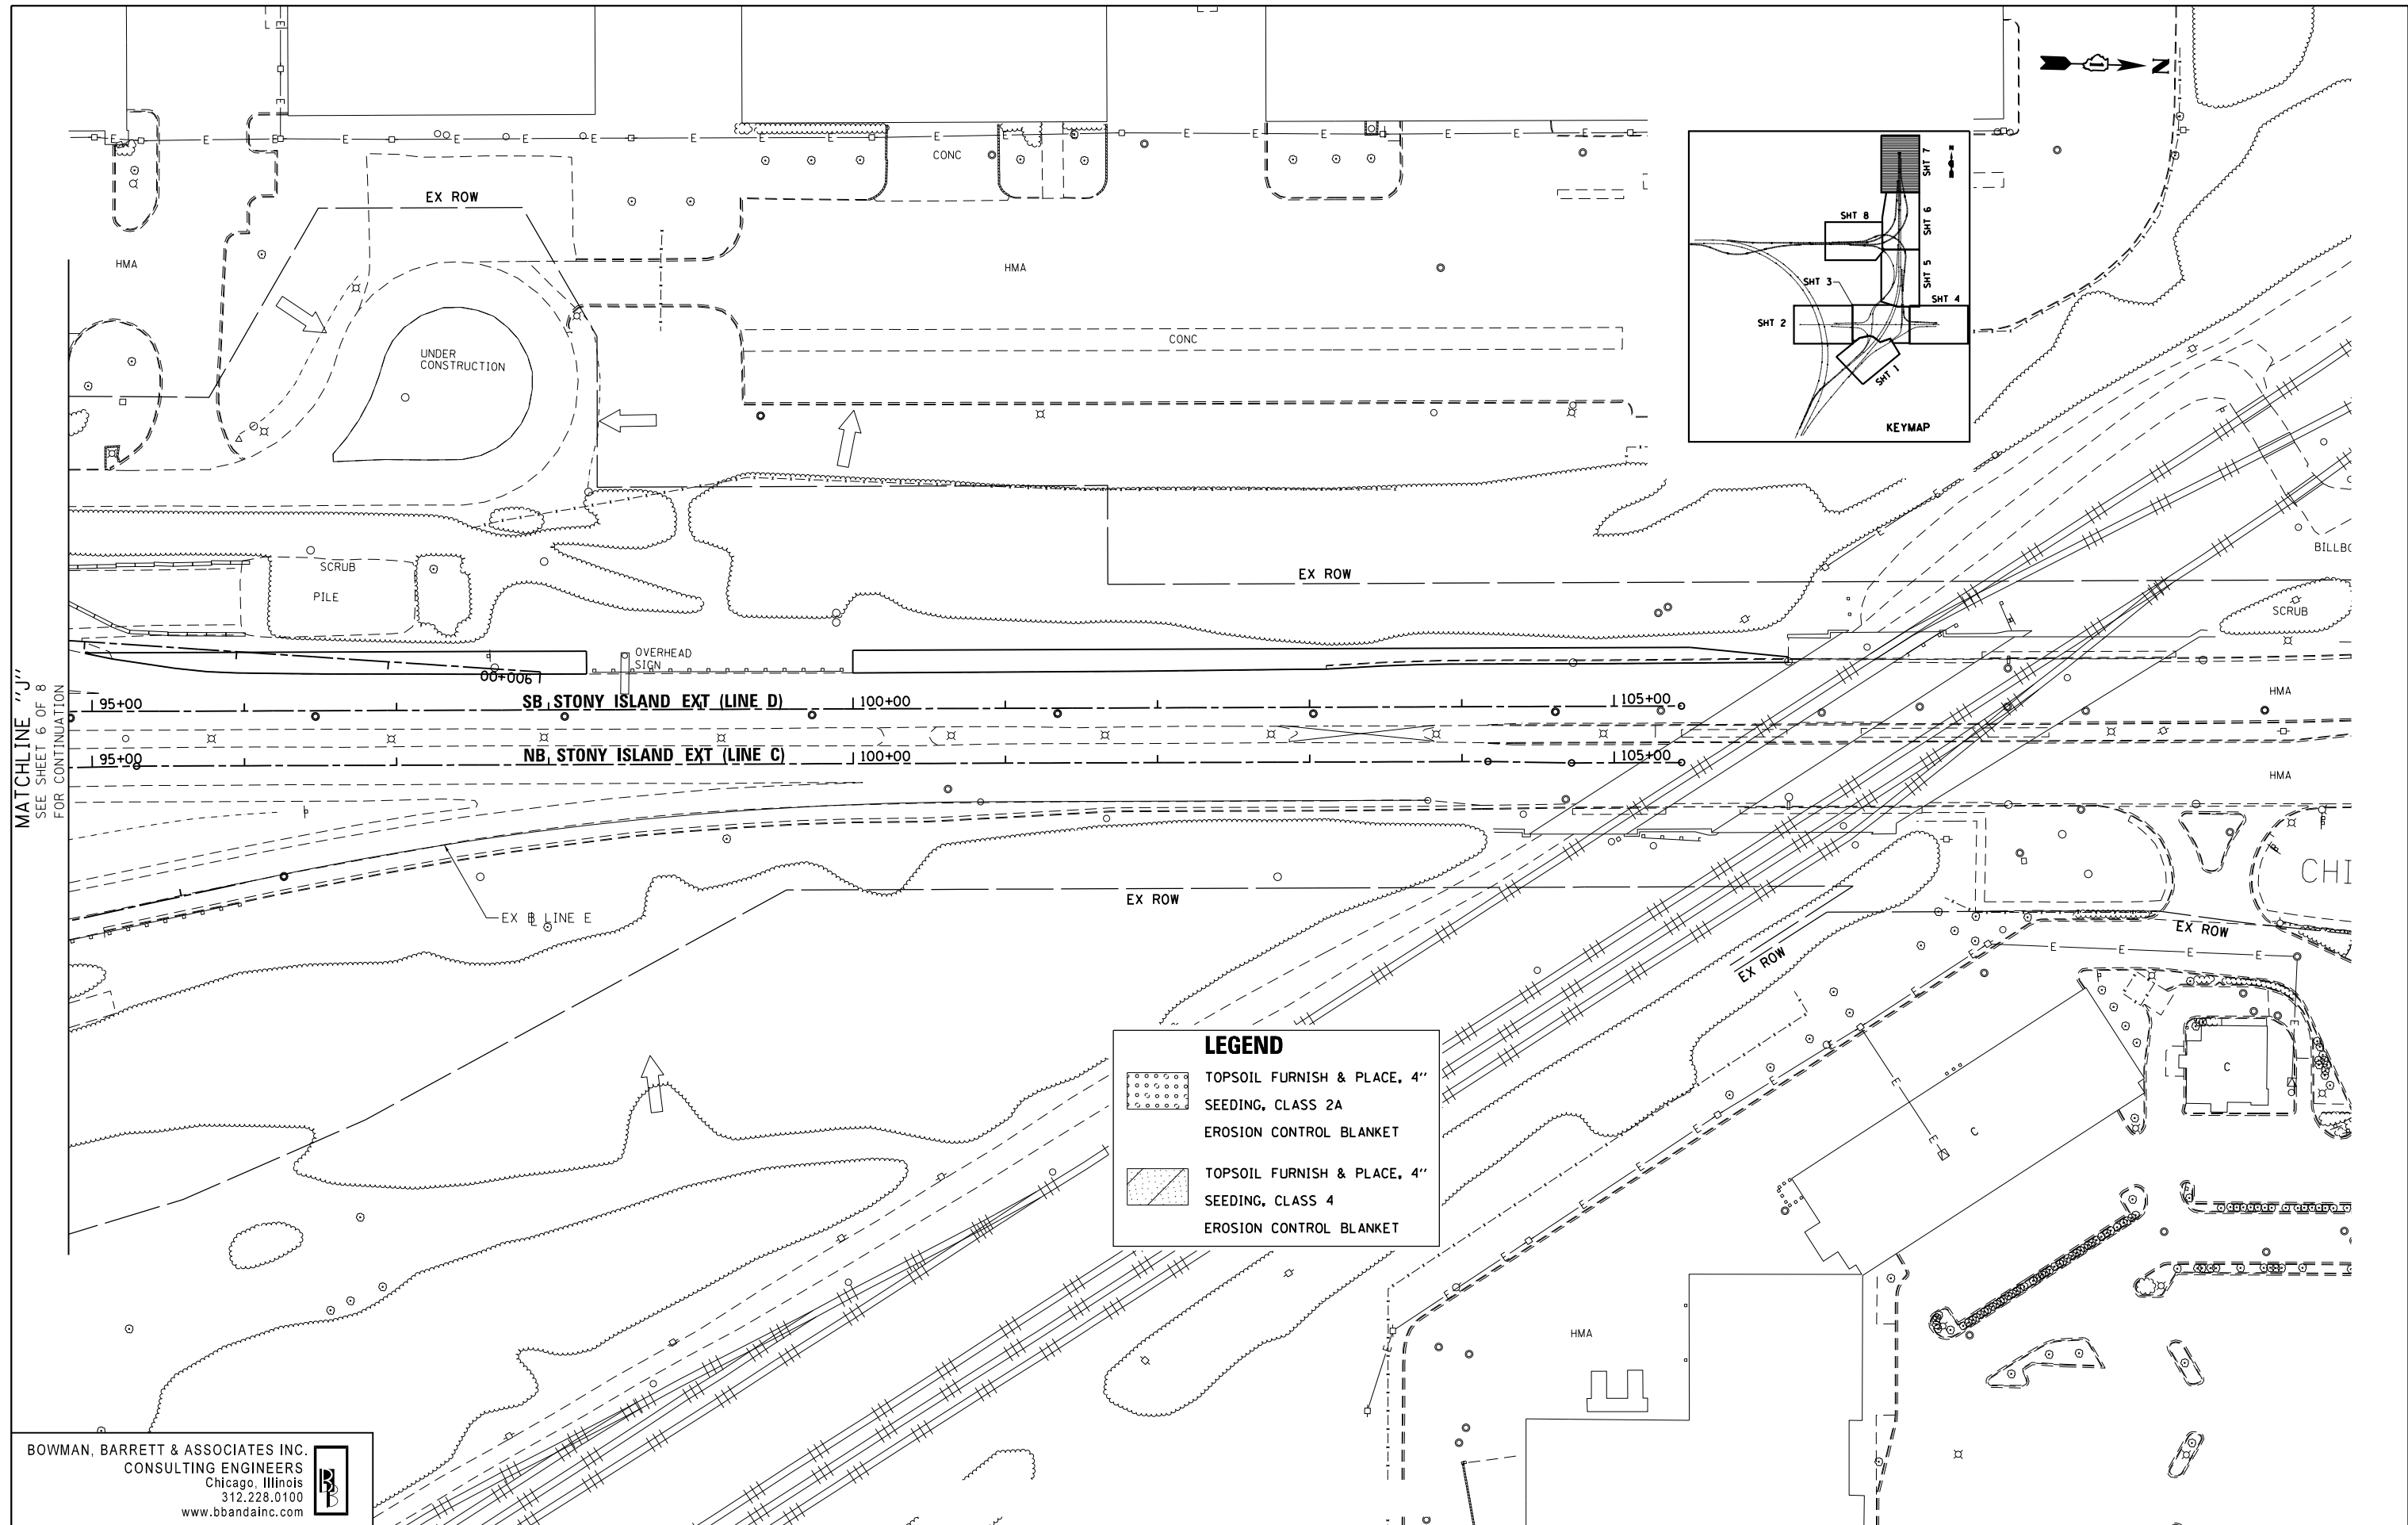 N
CONC
EX ROW
HMA
HMA
UNDER
CONSTRUCTION
CONC
SHT 7
SHT 8
SHT 6
SHT 3
SHT 5
SHT 4
SHT 2
SHT 1
KEYMAP
BILLBO
EX ROW
SCRUB
PILE
SCRUB
OVERHEAD
SIGN
900+00
MATCHLINE "J"
SEE SHEET 6 OF 8
FOR CONTINUATION
95+00
SB STONY ISLAND EXT (LINE D)
100+00
105+00
HMA
95+00
NB STONY ISLAND EXT (LINE C)
100+00
105+00
HMA
CHI
EX ROW
EX B LINE E
EX ROW
EX ROW
C
C
LEGEND
TOPSOIL FURNISH & PLACE, 4"
SEEDING, CLASS 2A
EROSION CONTROL BLANKET
TOPSOIL FURNISH & PLACE, 4"
SEEDING, CLASS 4
EROSION CONTROL BLANKET
HMA
BOWMAN, BARRETT & ASSOCIATES INC.
CONSULTING ENGINEERS
Chicago, Illinois
312.228.0100
www.bbandainc.com